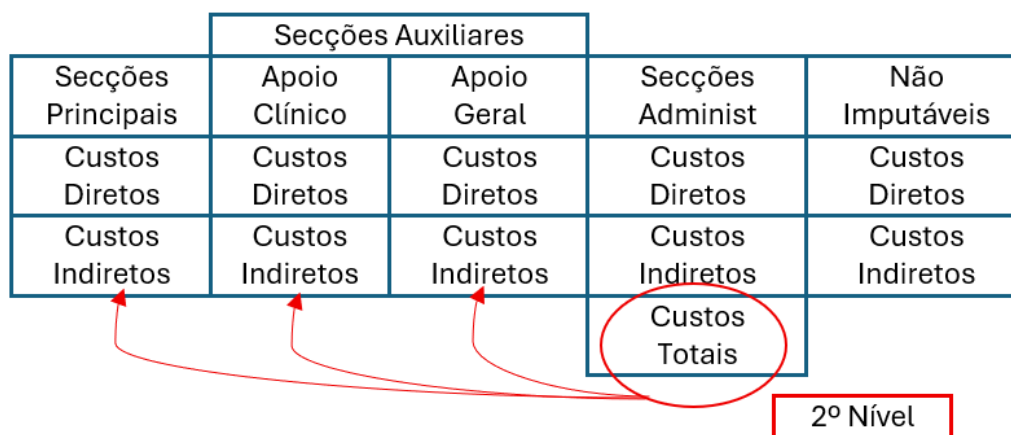 Secções Auxiliares
Secções Principais
Apoio Clínico
Apoio Geral
Secções Administ
Não Imputáveis
Custos Diretos
Custos Diretos
Custos Diretos
Custos Diretos
Custos Diretos
Custos Indiretos
Custos Indiretos
Custos Indiretos
Custos Indiretos
Custos Indiretos
Custos Totais
2º Nível